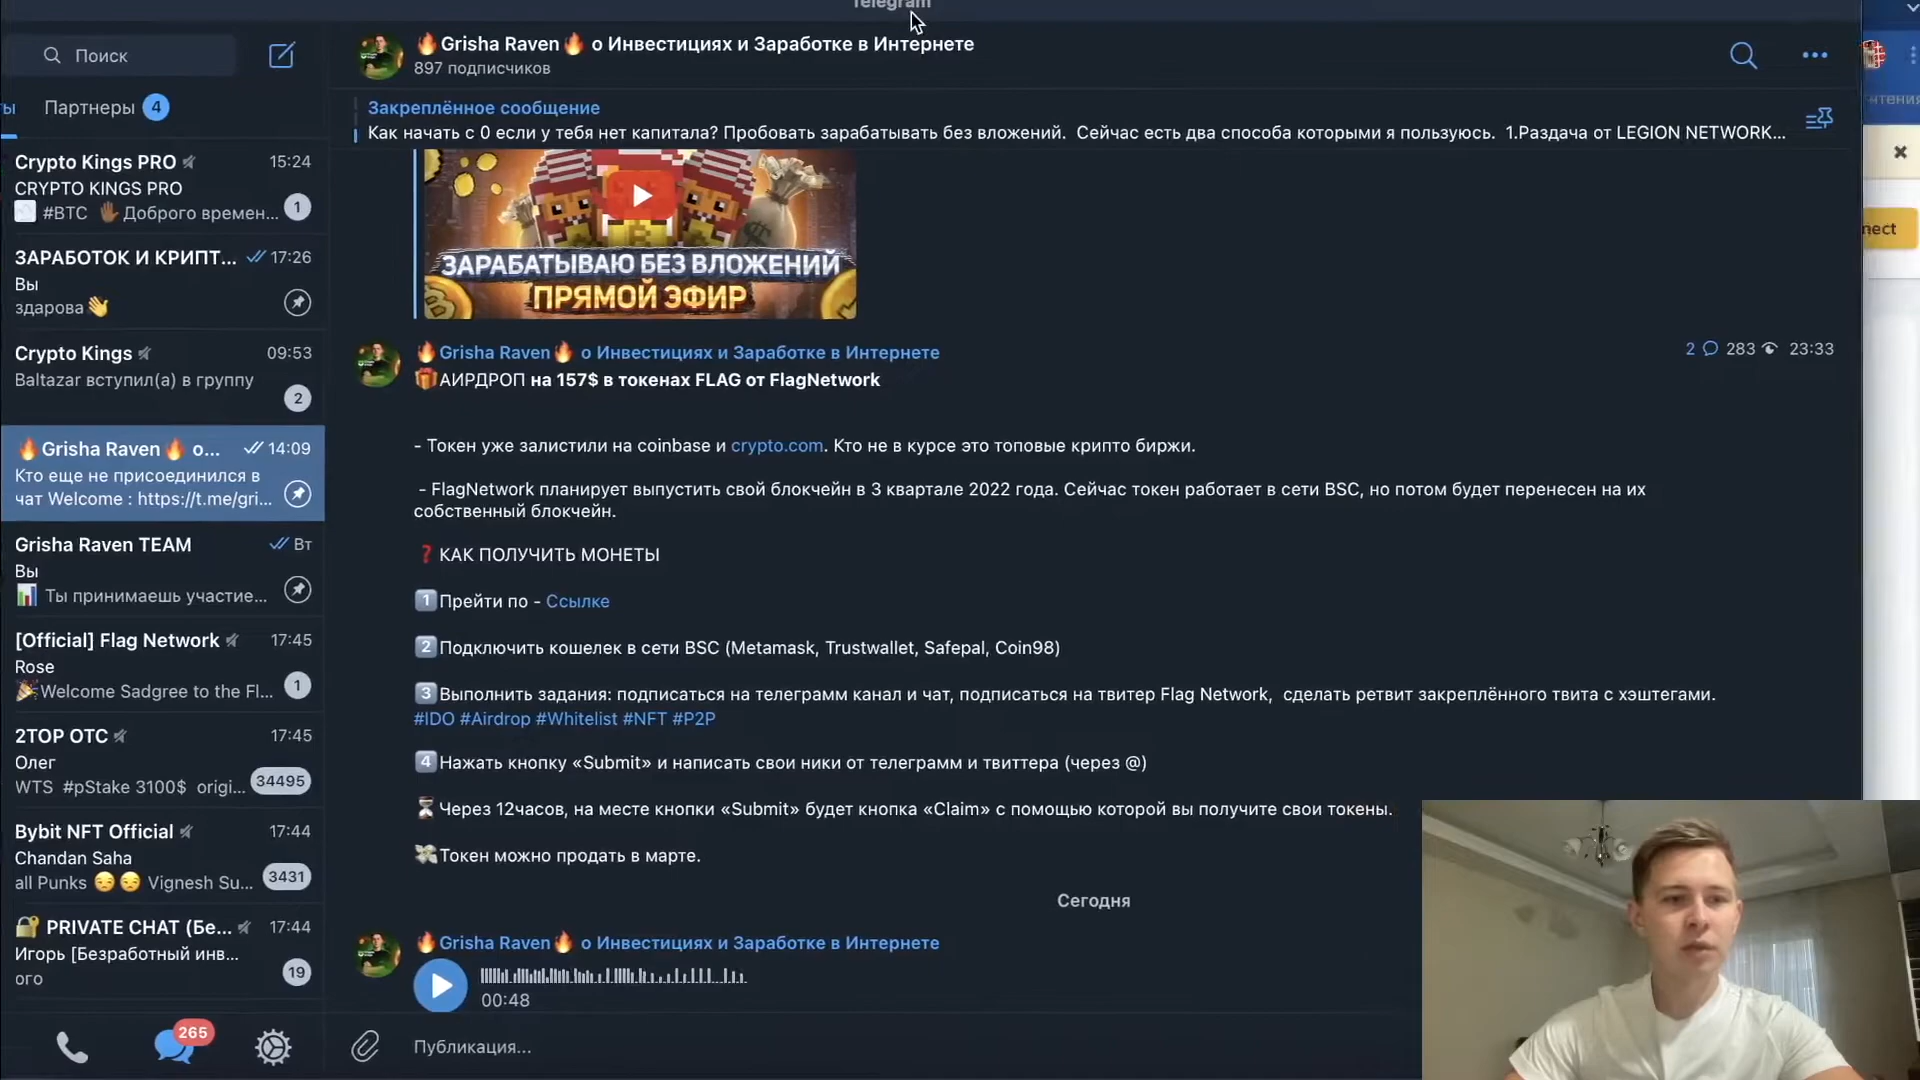 Telegram
Поиск
ты
Партнеры 4
Crypto Kings PRO 15:24
CRYPTO KINGS PRO
#BTC ✋🏾Доброго времен... 1
ЗАРАБОТОК И КРИПТ... 17:26
Вы
здарова👋
Crypto Kings 09:53
Baltazar вступил(а) в группу
2
🔥Grisha Raven🔥 о... 14:09
Кто еще не присоединился в
чат Welcome : https://t.me/gri...
Grisha Raven TEAM Вт
Вы
📊 Ты принимаешь участие...
[Official] Flag Network 17:45
Rose
🎉Welcome Sadgree to the Fl... 1
2TOP OTC 17:45
Олег
WTS #pStake 3100$ origi... 34495
Bybit NFT Official 17:44
Chandan Saha
all Punks 😔😔 Vignesh Su... 3431
🔐 PRIVATE CHAT (Бе... 17:44
Игорь [Безработный инв...
ого 19
265
🔥Grisha Raven🔥 о Инвестициях и Заработке в Интернете
897 подписчиков
Закреплённое сообщение
Как начать с 0 если у тебя нет капитала? Пробовать зарабатывать без вложений. Сейчас есть два способа которыми я пользуюсь. 1.Раздача от LEGION NETWORK...
ЗАРАБАТЫВАЮ БЕЗ ВЛОЖЕНИЙ
ПРЯМОЙ ЭФИР
🔥Grisha Raven🔥 о Инвестициях и Заработке в Интернете 2 283 23:33
🎁АИРДРОП на 157$ в токенах FLAG от FlagNetwork
- Токен уже залистили на coinbase и crypto.com. Кто не в курсе это топовые крипто биржи.
- FlagNetwork планирует выпустить свой блокчейн в 3 квартале 2022 года. Сейчас токен работает в сети BSC, но потом будет перенесен на их
собственный блокчейн.
❓КАК ПОЛУЧИТЬ МОНЕТЫ
1️⃣Прейти по - Ссылке
2️⃣Подключить кошелек в сети BSC (Metamask, Trustwallet, Safepal, Coin98)
3️⃣Выполнить задания: подписаться на телеграмм канал и чат, подписаться на твитер Flag Network, сделать ретвит закреплённого твита с хэштегами.
#IDO #Airdrop #Whitelist #NFT #P2P
4️⃣Нажать кнопку «Submit» и написать свои ники от телеграмм и твиттера (через @)
⏳Через 12часов, на месте кнопки «Submit» будет кнопка «Claim» с помощью которой вы получите свои токены.
💸Токен можно продать в марте.
Сегодня
🔥Grisha Raven🔥 о Инвестициях и Заработке в Интернете
00:48
Публикация...
чтения
nect